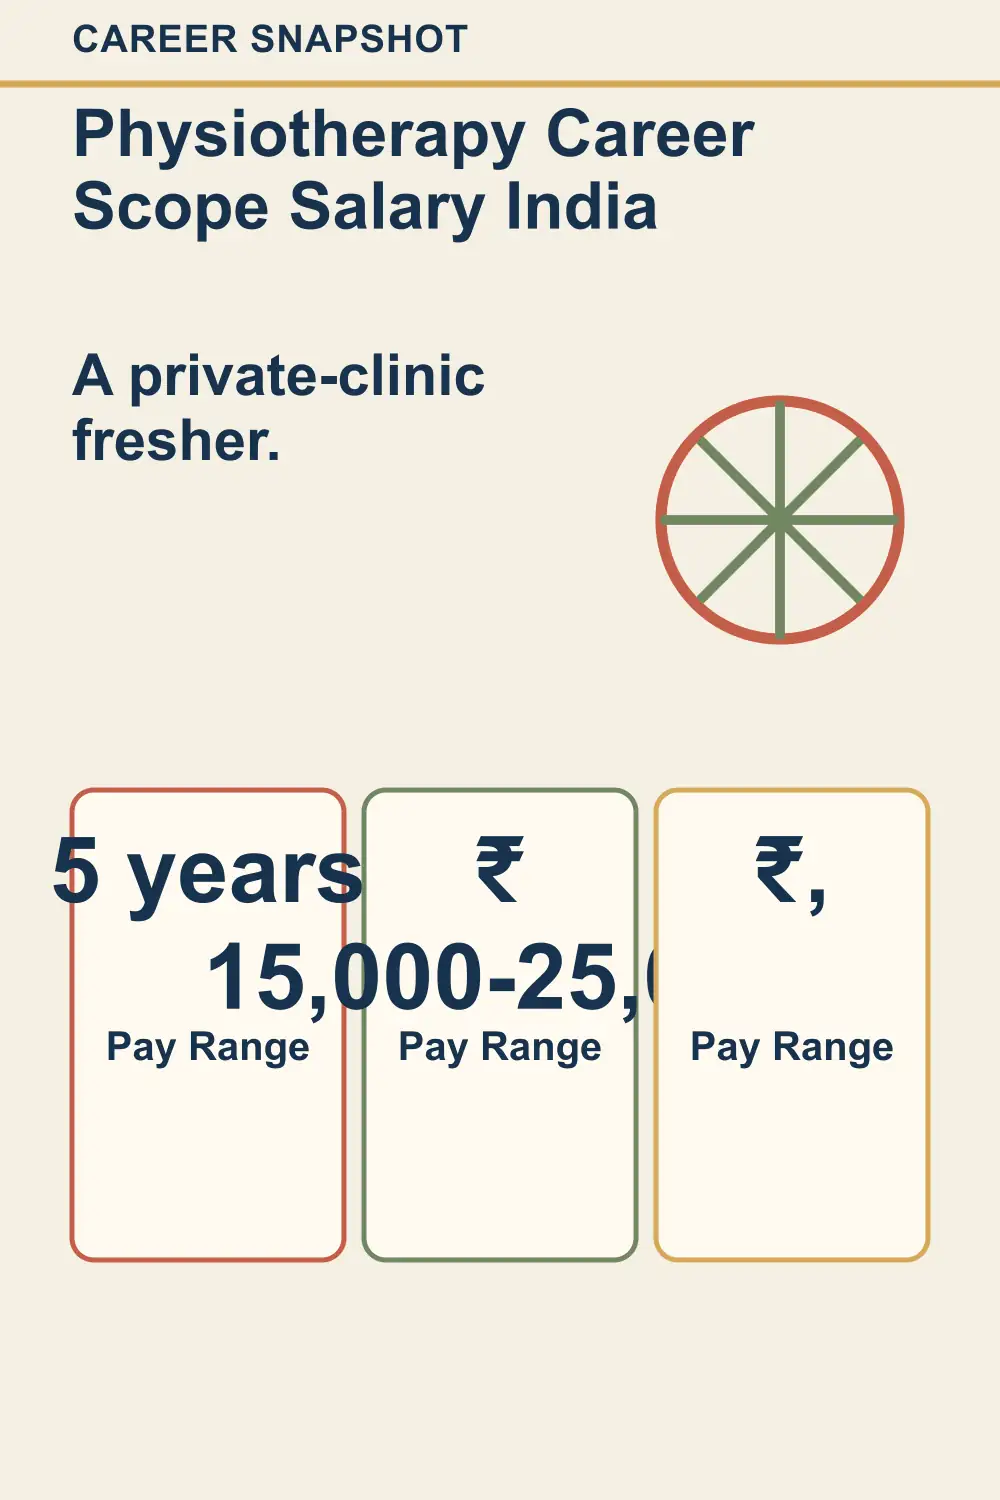 CAREER SNAPSHOT
Physiotherapy Career
Scope Salary India
A private-clinic
fresher.
5 years
₹
15,000-25,
Pay Range
Pay Range
₹,
Pay Range